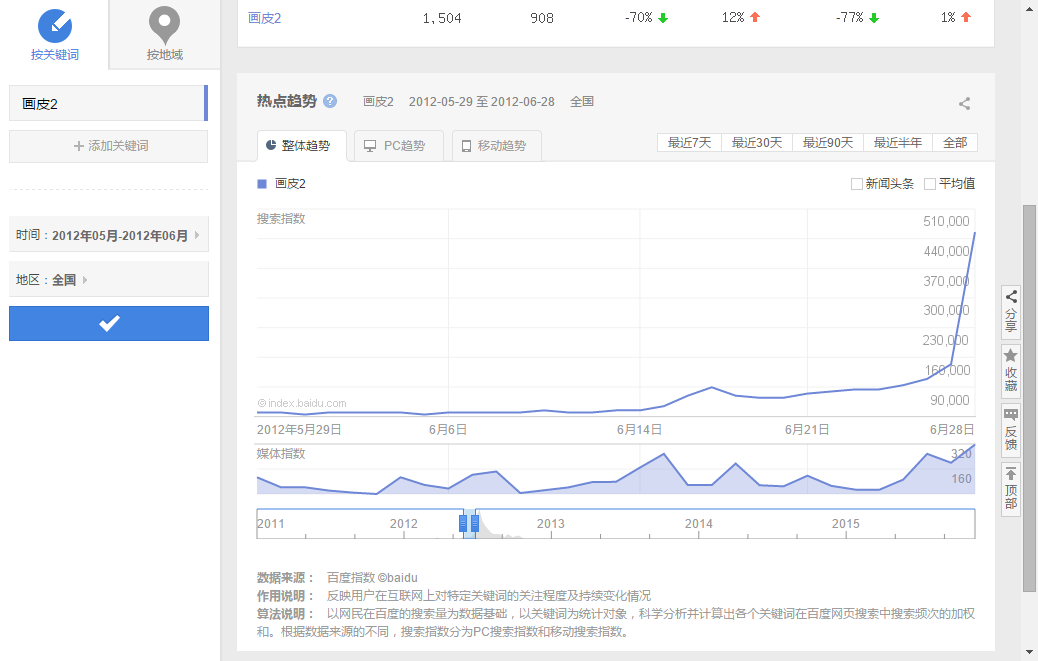 按关键词
按地域
画皮2
添加关键词
时间：2012年05月-2012年06月
地区：全国
画皮2 1,504 908 -70% 12% -77% 1%
热点趋势 ? 画皮2 2012-05-29 至 2012-06-28 全国
整体趋势 PC趋势 移动趋势
最近7天 最近30天 最近90天 最近半年 全部
画皮2
新闻头条 平均值
搜索指数
510,000
440,000
370,000
300,000
230,000
160,000
90,000
©index.baidu.com
2012年5月29日 6月6日 6月14日 6月21日 6月28日
媒体指数
320
160
2011 2012 2013 2014 2015
数据来源： 百度指数 ©baidu
作用说明： 反映用户在互联网上对特定关键词的关注程度及持续变化情况
算法说明： 以网民在百度的搜索量为数据基础，以关键词为统计对象，科学分析并计算出各个关键词在百度网页搜索中搜索频次的加权
和。根据数据来源的不同，搜索指数分为PC搜索指数和移动搜索指数。
分享
收藏
反馈
顶部